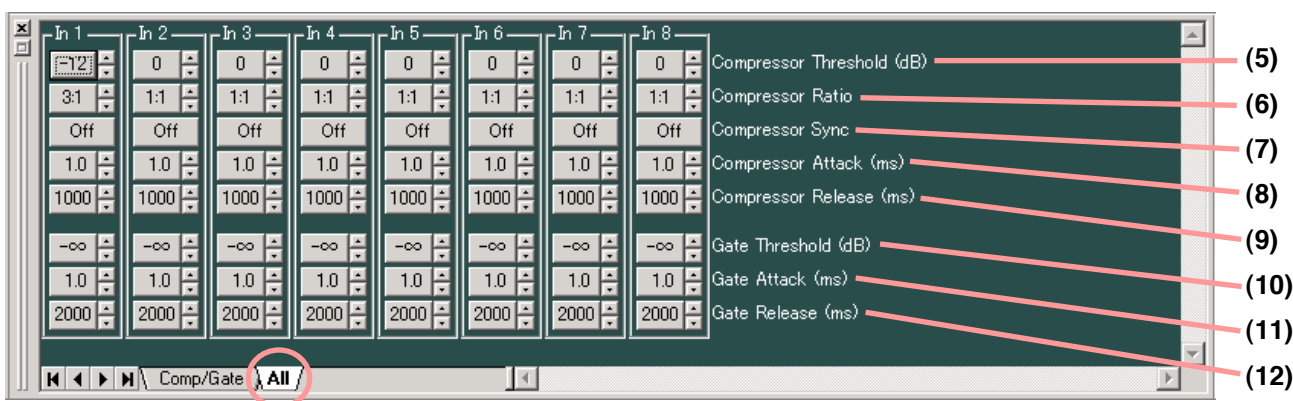 In 1 In 2 In 3 In 4 In 5 In 6 In 7 In 8
-12 0 0 0 0 0 0 0 Compressor Threshold (dB) (5)
3:1 1:1 1:1 1:1 1:1 1:1 1:1 1:1 Compressor Ratio (6)
Off Off Off Off Off Off Off Off Compressor Sync (7)
1.0 1.0 1.0 1.0 1.0 1.0 1.0 1.0 Compressor Attack (ms) (8)
1000 1000 1000 1000 1000 1000 1000 1000 Compressor Release (ms) (9)
-∞ -∞ -∞ -∞ -∞ -∞ -∞ -∞ Gate Threshold (dB) (10)
1.0 1.0 1.0 1.0 1.0 1.0 1.0 1.0 Gate Attack (ms) (11)
2000 2000 2000 2000 2000 2000 2000 2000 Gate Release (ms) (12)
Comp/Gate All